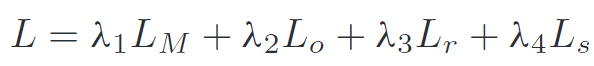 L = λ₁L_M + λ₂L_o + λ₃L_r + λ₄L_s